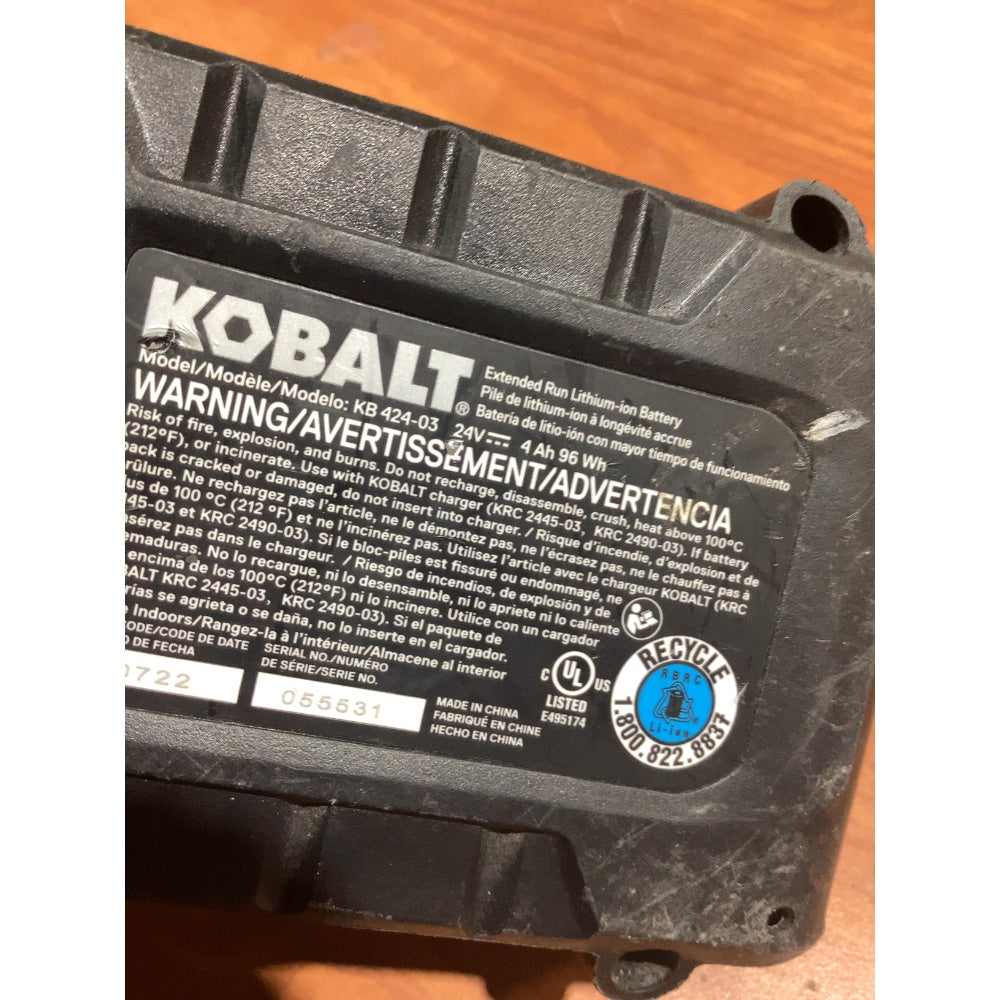 KOBALT®
Extended Run Lithium-ion Battery
Pile de lithium-ion à longévité accrue
Batería de litio-ión con mayor tiempo de funcionamiento
Model/Modèle/Modelo: KB 424-03 24V 4 Ah 96 Wh
WARNING/AVERTISSEMENT/ADVERTENCIA
Risk of fire, explosion, and burns. Do not recharge, disassemble, crush, heat above 100°C
(212°F), or incinerate. Use with KOBALT charger (KRC 2445-03, KRC 2490-03). If battery
pack is cracked or damaged, do not insert into charger. / Risque d'incendie, d'explosion et de
brûlure. Ne rechargez pas l'article, ne le démontez pas, ne l'écrasez pas, ne le chauffez pas à
plus de 100 °C (212 °F) et ne l'incinérez pas. Utilisez l'article avec le chargeur KOBALT (KRC
45-03 et KRC 2490-03). Si le bloc-piles est fissuré ou endommagé, ne
insérez pas dans le chargeur. / Riesgo de incendios, de explosión y de
quemaduras. No lo recargue, ni lo desensamble, ni lo apriete ni lo caliente
encima de los 100°C (212°F) ni lo incinere. Utilice con un cargador
BALT KRC 2445-03, KRC 2490-03). Si el paquete de
rías se agrieta o se daña, no lo inserte en el cargador.
Indoors/Rangez-la à l'intérieur/Almacene al interior
CODE/CODE DE DATE
DE FECHA
0722
SERIAL NO./NUMÉRO
DE SÉRIE/SERIE NO.
055531
MADE IN CHINA
FABRIQUÉ EN CHINE
HECHO EN CHINA
C UL US
LISTED
E495174
RECYCLE
RBRC
Li-ion
1.800.822.8837